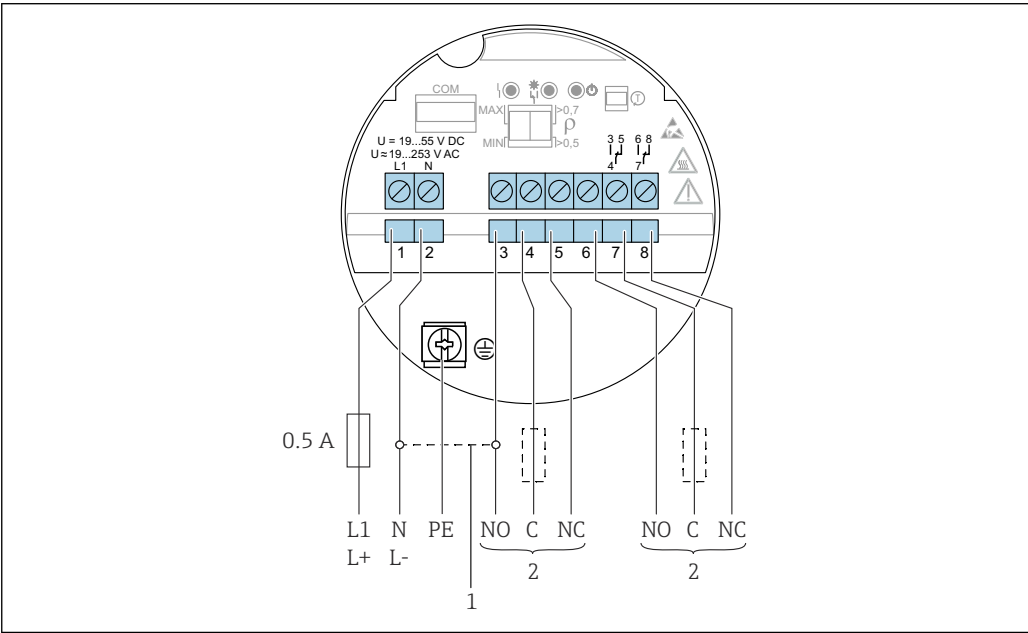 COM
MAX
>0,7
ρ
MIN
>0,5
T
U = 19...55 V DC
U ≈ 19...253 V AC
L1 N
3 5 6 8
4 7
1 2 3 4 5 6 7 8
0.5 A
L1 N PE NO C NC NO C NC
L+ L-
2 2
1